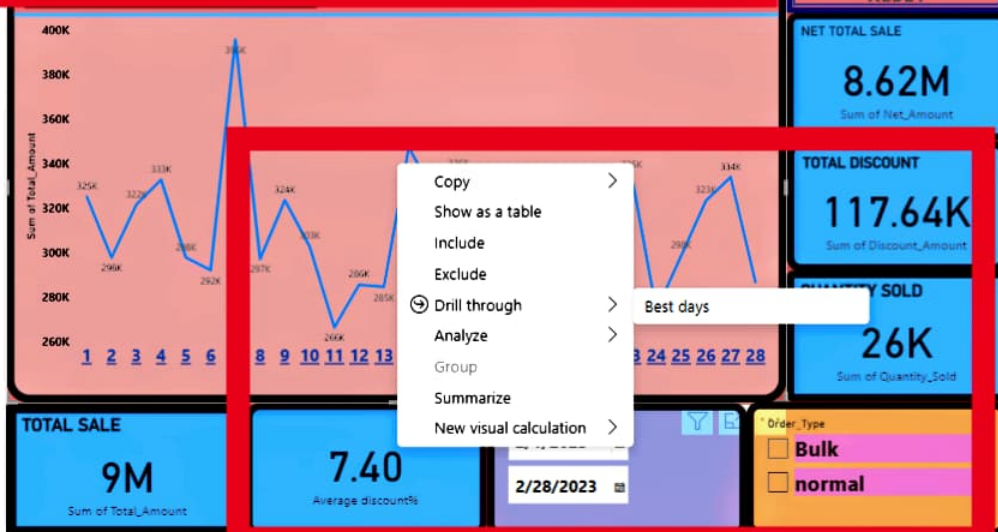 NET TOTAL SALE
8.62M
Sum of Net_Amount
TOTAL DISCOUNT
117.64K
Sum of Discount_Amount
QUANTITY SOLD
26K
Sum of Quantity_Sold
Sum of Total_Amount
400K
380K
360K
340K
320K
300K
280K
260K
325K
298K
322K
333K
298K
292K
396K
297K
324K
303K
266K
286K
285K
298K
323K
334K
1 2 3 4 5 6 8 9 10 11 12 13
24 25 26 27 28
Copy
Show as a table
Include
Exclude
Drill through
Best days
Analyze
Group
Summarize
New visual calculation
TOTAL SALE
9M
Sum of Total_Amount
7.40
Average discount%
2/28/2023
Order_Type
Bulk
normal